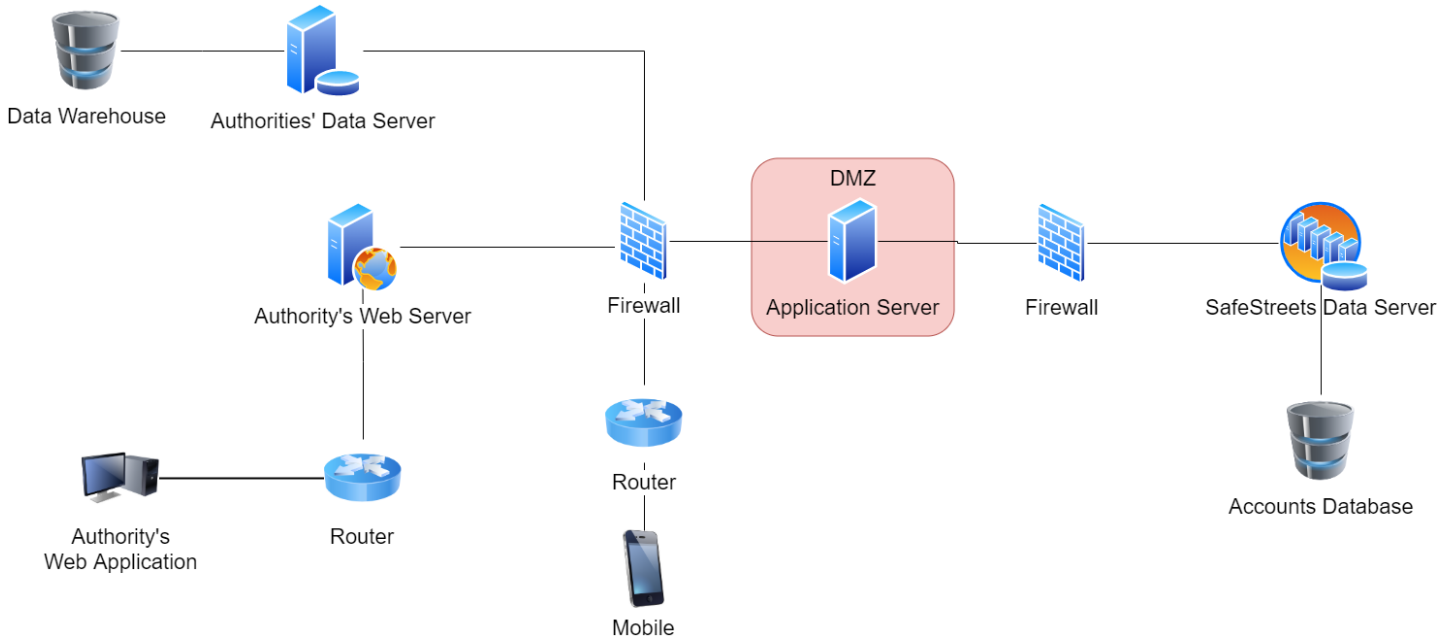 Data Warehouse
Authorities' Data Server
DMZ
Authority's Web Server
Firewall
Application Server
Firewall
SafeStreets Data Server
Router
Accounts Database
Authority's
Web Application
Router
Mobile